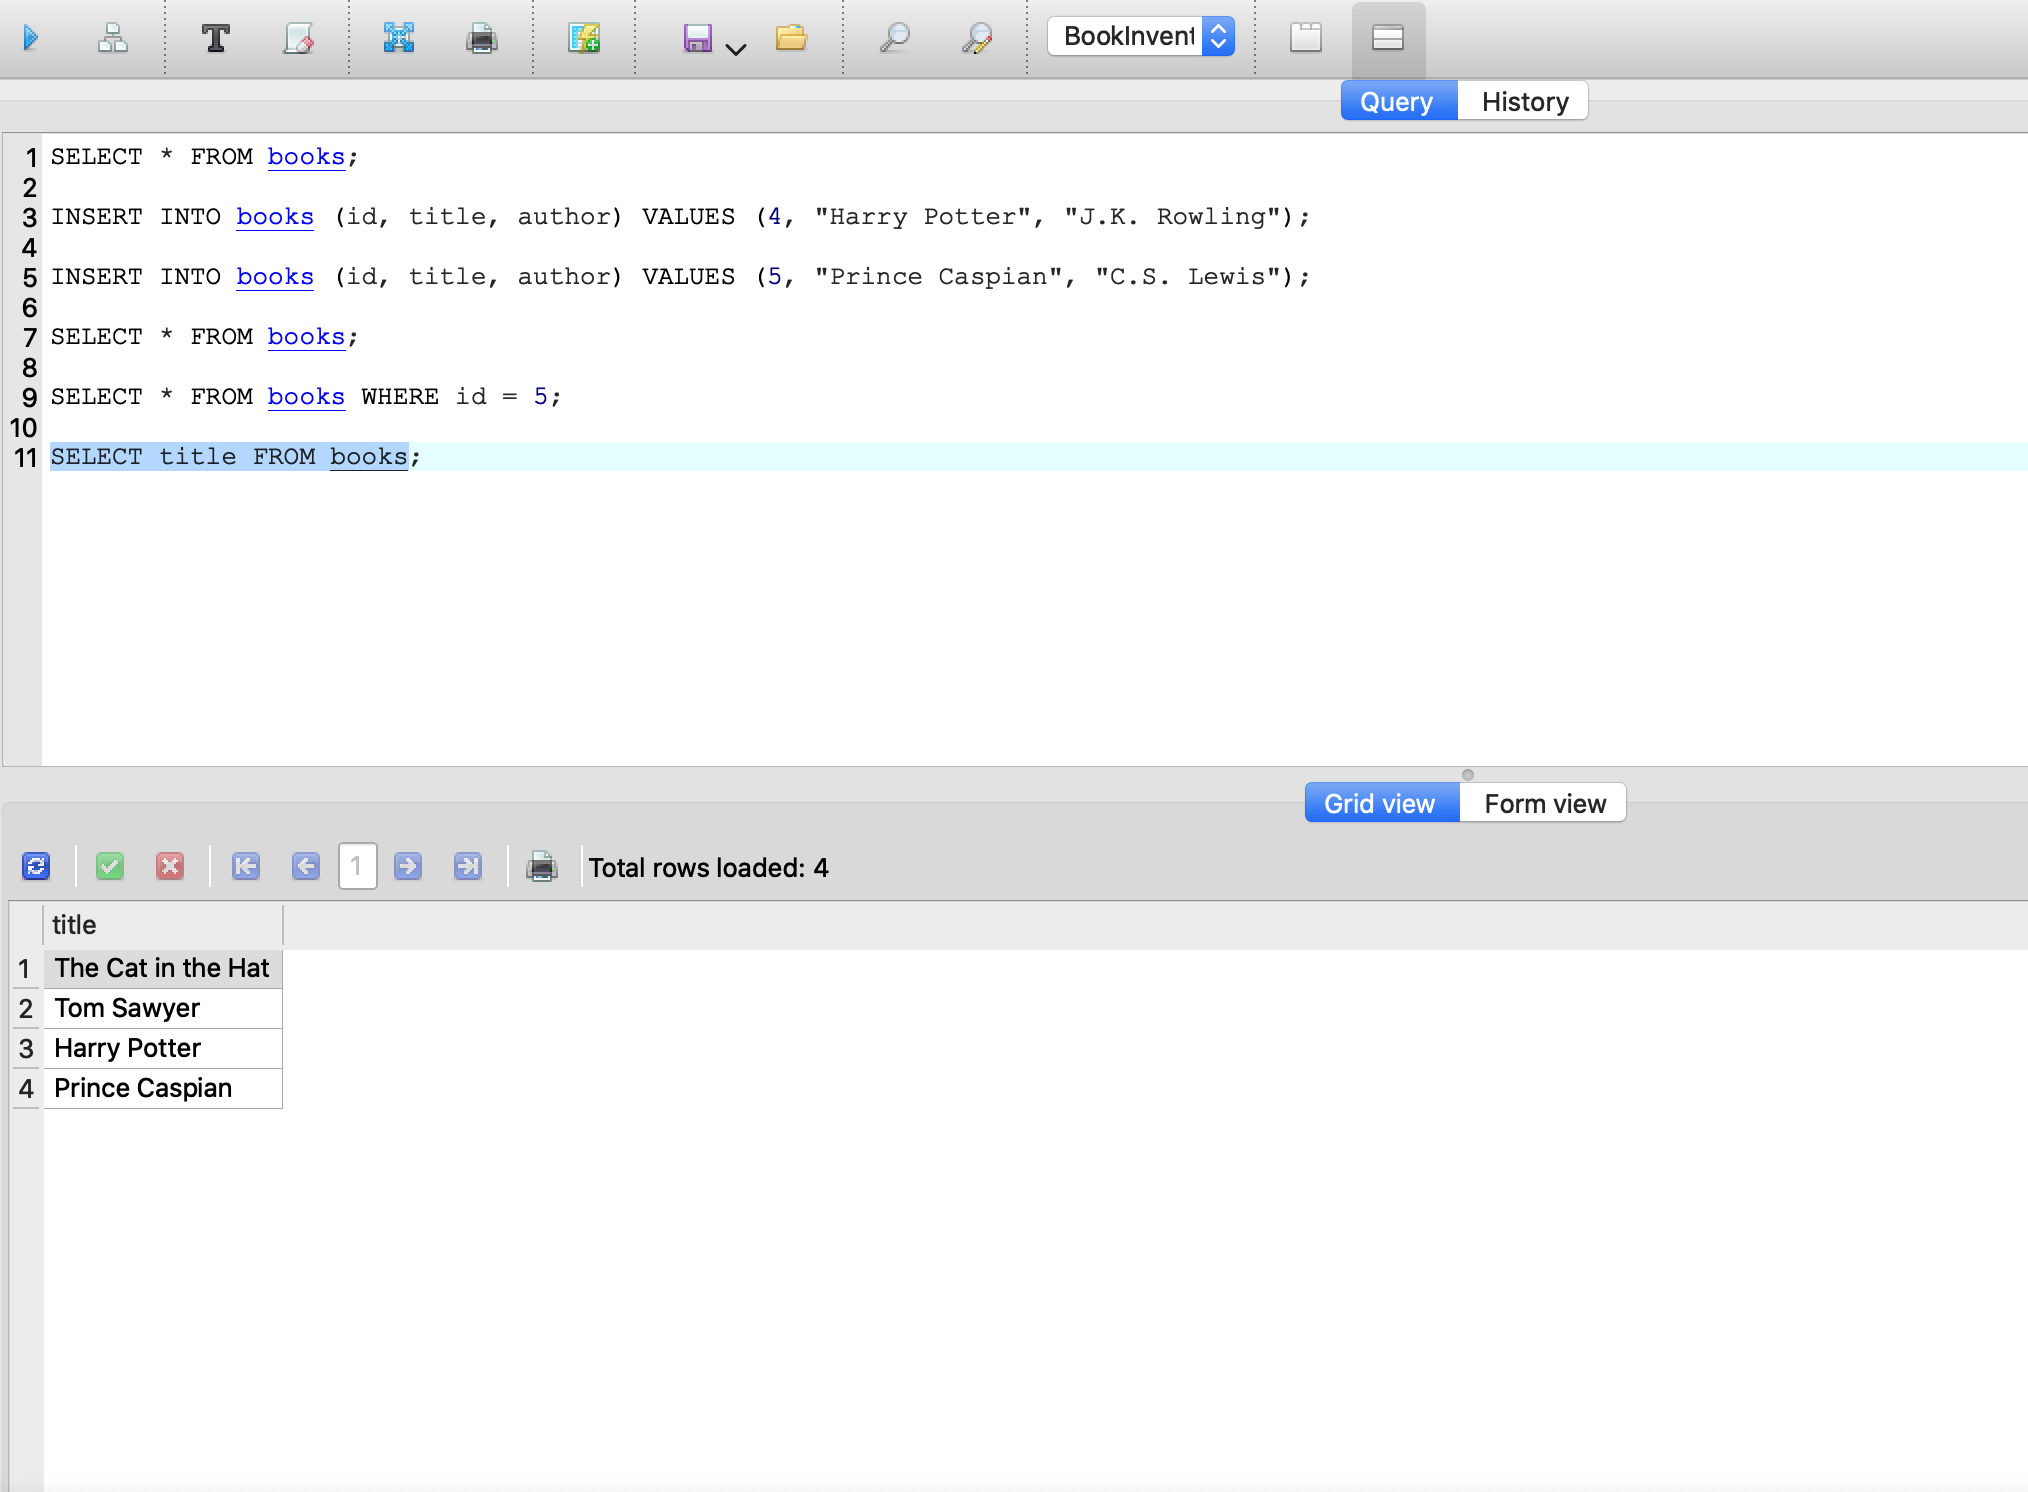 BookInvent
Query History
1 SELECT * FROM books;
2
3 INSERT INTO books (id, title, author) VALUES (4, "Harry Potter", "J.K. Rowling");
4
5 INSERT INTO books (id, title, author) VALUES (5, "Prince Caspian", "C.S. Lewis");
6
7 SELECT * FROM books;
8
9 SELECT * FROM books WHERE id = 5;
10
11 SELECT title FROM books;
Grid view Form view
1 Total rows loaded: 4
title
1 The Cat in the Hat
2 Tom Sawyer
3 Harry Potter
4 Prince Caspian